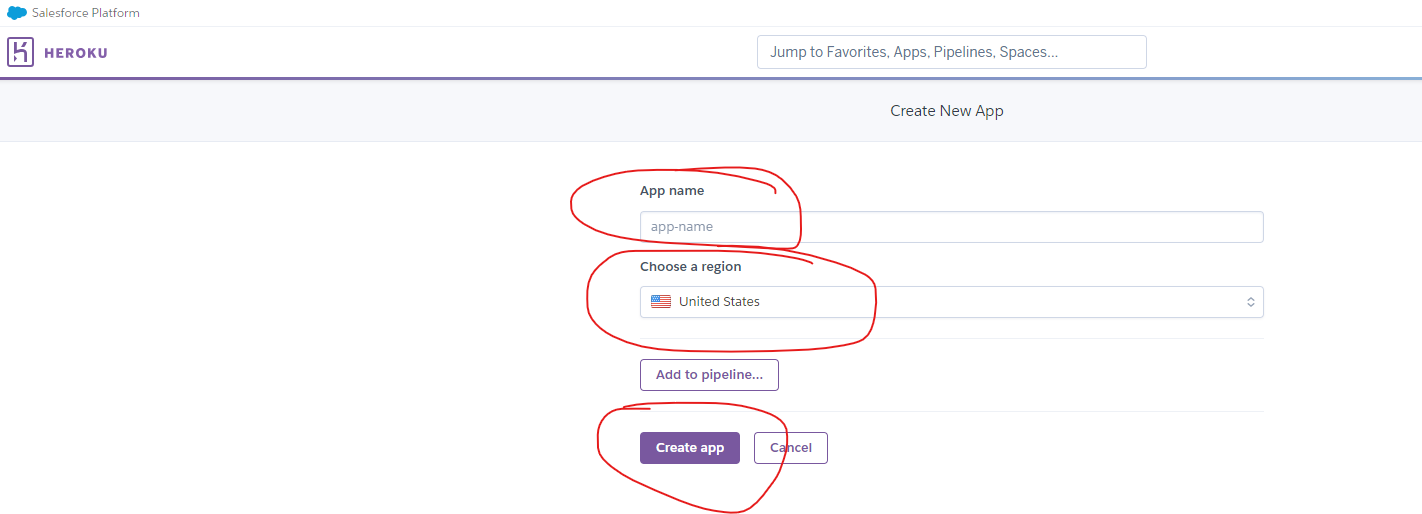 Salesforce Platform
HEROKU
Jump to Favorites, Apps, Pipelines, Spaces...
Create New App
App name
app-name
Choose a region
United States
Add to pipeline...
Create app Cancel